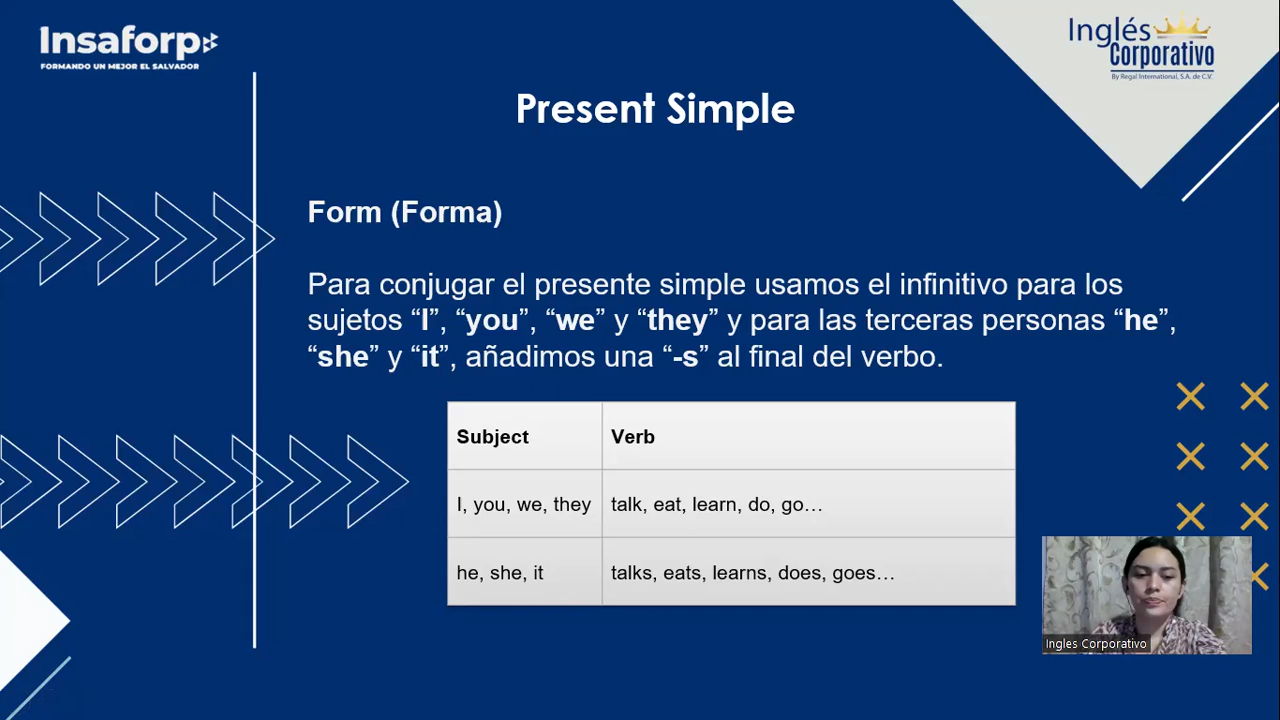 Insaforp
FORMANDO UN MEJOR EL SALVADOR
Inglés
Corporativo
By Regal International, S.A. de C.V.
Present Simple
Form (Forma)
Para conjugar el presente simple usamos el infinitivo para los
sujetos “I”, “you”, “we” y “they” y para las terceras personas “he”,
“she” y “it”, añadimos una “-s” al final del verbo.
Subject Verb
I, you, we, they talk, eat, learn, do, go…
he, she, it talks, eats, learns, does, goes…
Ingles Corporativo